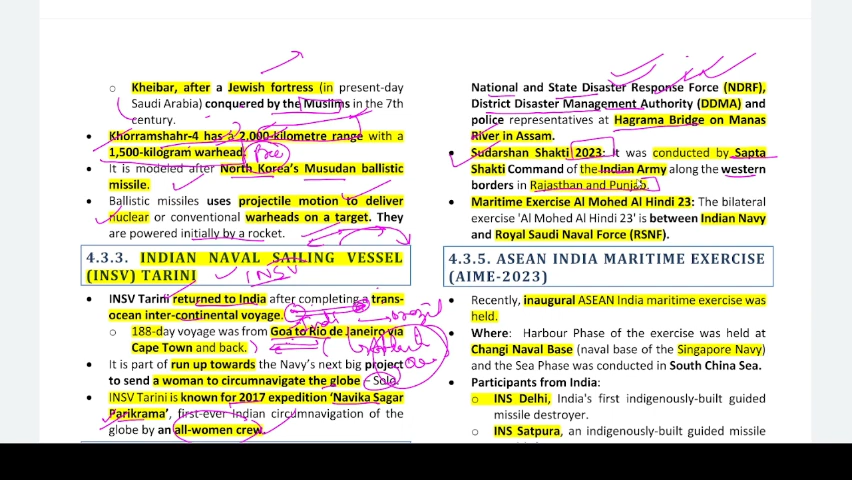 o Kheibar, after a Jewish fortress (in present-day
Saudi Arabia) conquered by the Muslims in the 7th
century.
• Khorramshahr-4 has a 2,000-kilometre range with a
1,500-kilogram warhead.
• It is modeled after North Korea's Musudan ballistic
missile.
• Ballistic missiles uses projectile motion to deliver
nuclear or conventional warheads on a target. They
are powered initially by a rocket.
4.3.3. INDIAN NAVAL SAILING VESSEL
(INSV) TARINI
INSV
• INSV Tarini returned to India after completing a trans-
ocean inter-continental voyage.
o 188-day voyage was from Goa to Rio de Janeiro via
Cape Town and back.
• It is part of run up towards the Navy's next big project
to send a woman to circumnavigate the globe – Solo.
• INSV Tarini is known for 2017 expedition 'Navika Sagar
Parikrama', first-ever Indian circumnavigation of the
globe by an all-women crew.
National and State Disaster Response Force (NDRF),
District Disaster Management Authority (DDMA) and
police representatives at Hagrama Bridge on Manas
River in Assam.
• Sudarshan Shakti 2023: It was conducted by Sapta
Shakti Command of the Indian Army along the western
borders in Rajasthan and Punjab.
• Maritime Exercise Al Mohed Al Hindi 23: The bilateral
exercise 'Al Mohed Al Hindi 23' is between Indian Navy
and Royal Saudi Naval Force (RSNF).
4.3.5. ASEAN INDIA MARITIME EXERCISE
(AIME-2023)
• Recently, inaugural ASEAN India maritime exercise was
held.
• Where: Harbour Phase of the exercise was held at
Changi Naval Base (naval base of the Singapore Navy)
and the Sea Phase was conducted in South China Sea.
• Participants from India:
o INS Delhi, India's first indigenously-built guided
missile destroyer.
o INS Satpura, an indigenously-built guided missile